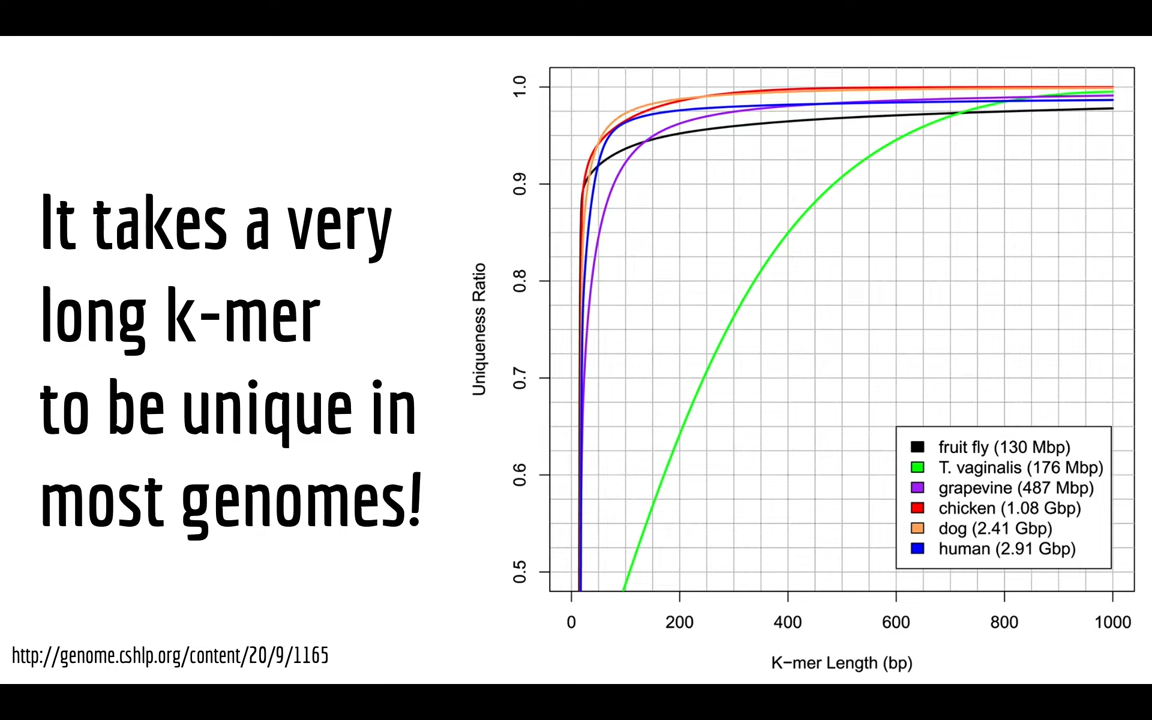 It takes a very
long k-mer
to be unique in
most genomes!
http://genome.cshlp.org/content/20/9/1165
Uniqueness Ratio
1.0
0.9
0.8
0.7
0.6
0.5
0 200 400 600 800 1000
K−mer Length (bp)
fruit fly (130 Mbp)
T. vaginalis (176 Mbp)
grapevine (487 Mbp)
chicken (1.08 Gbp)
dog (2.41 Gbp)
human (2.91 Gbp)